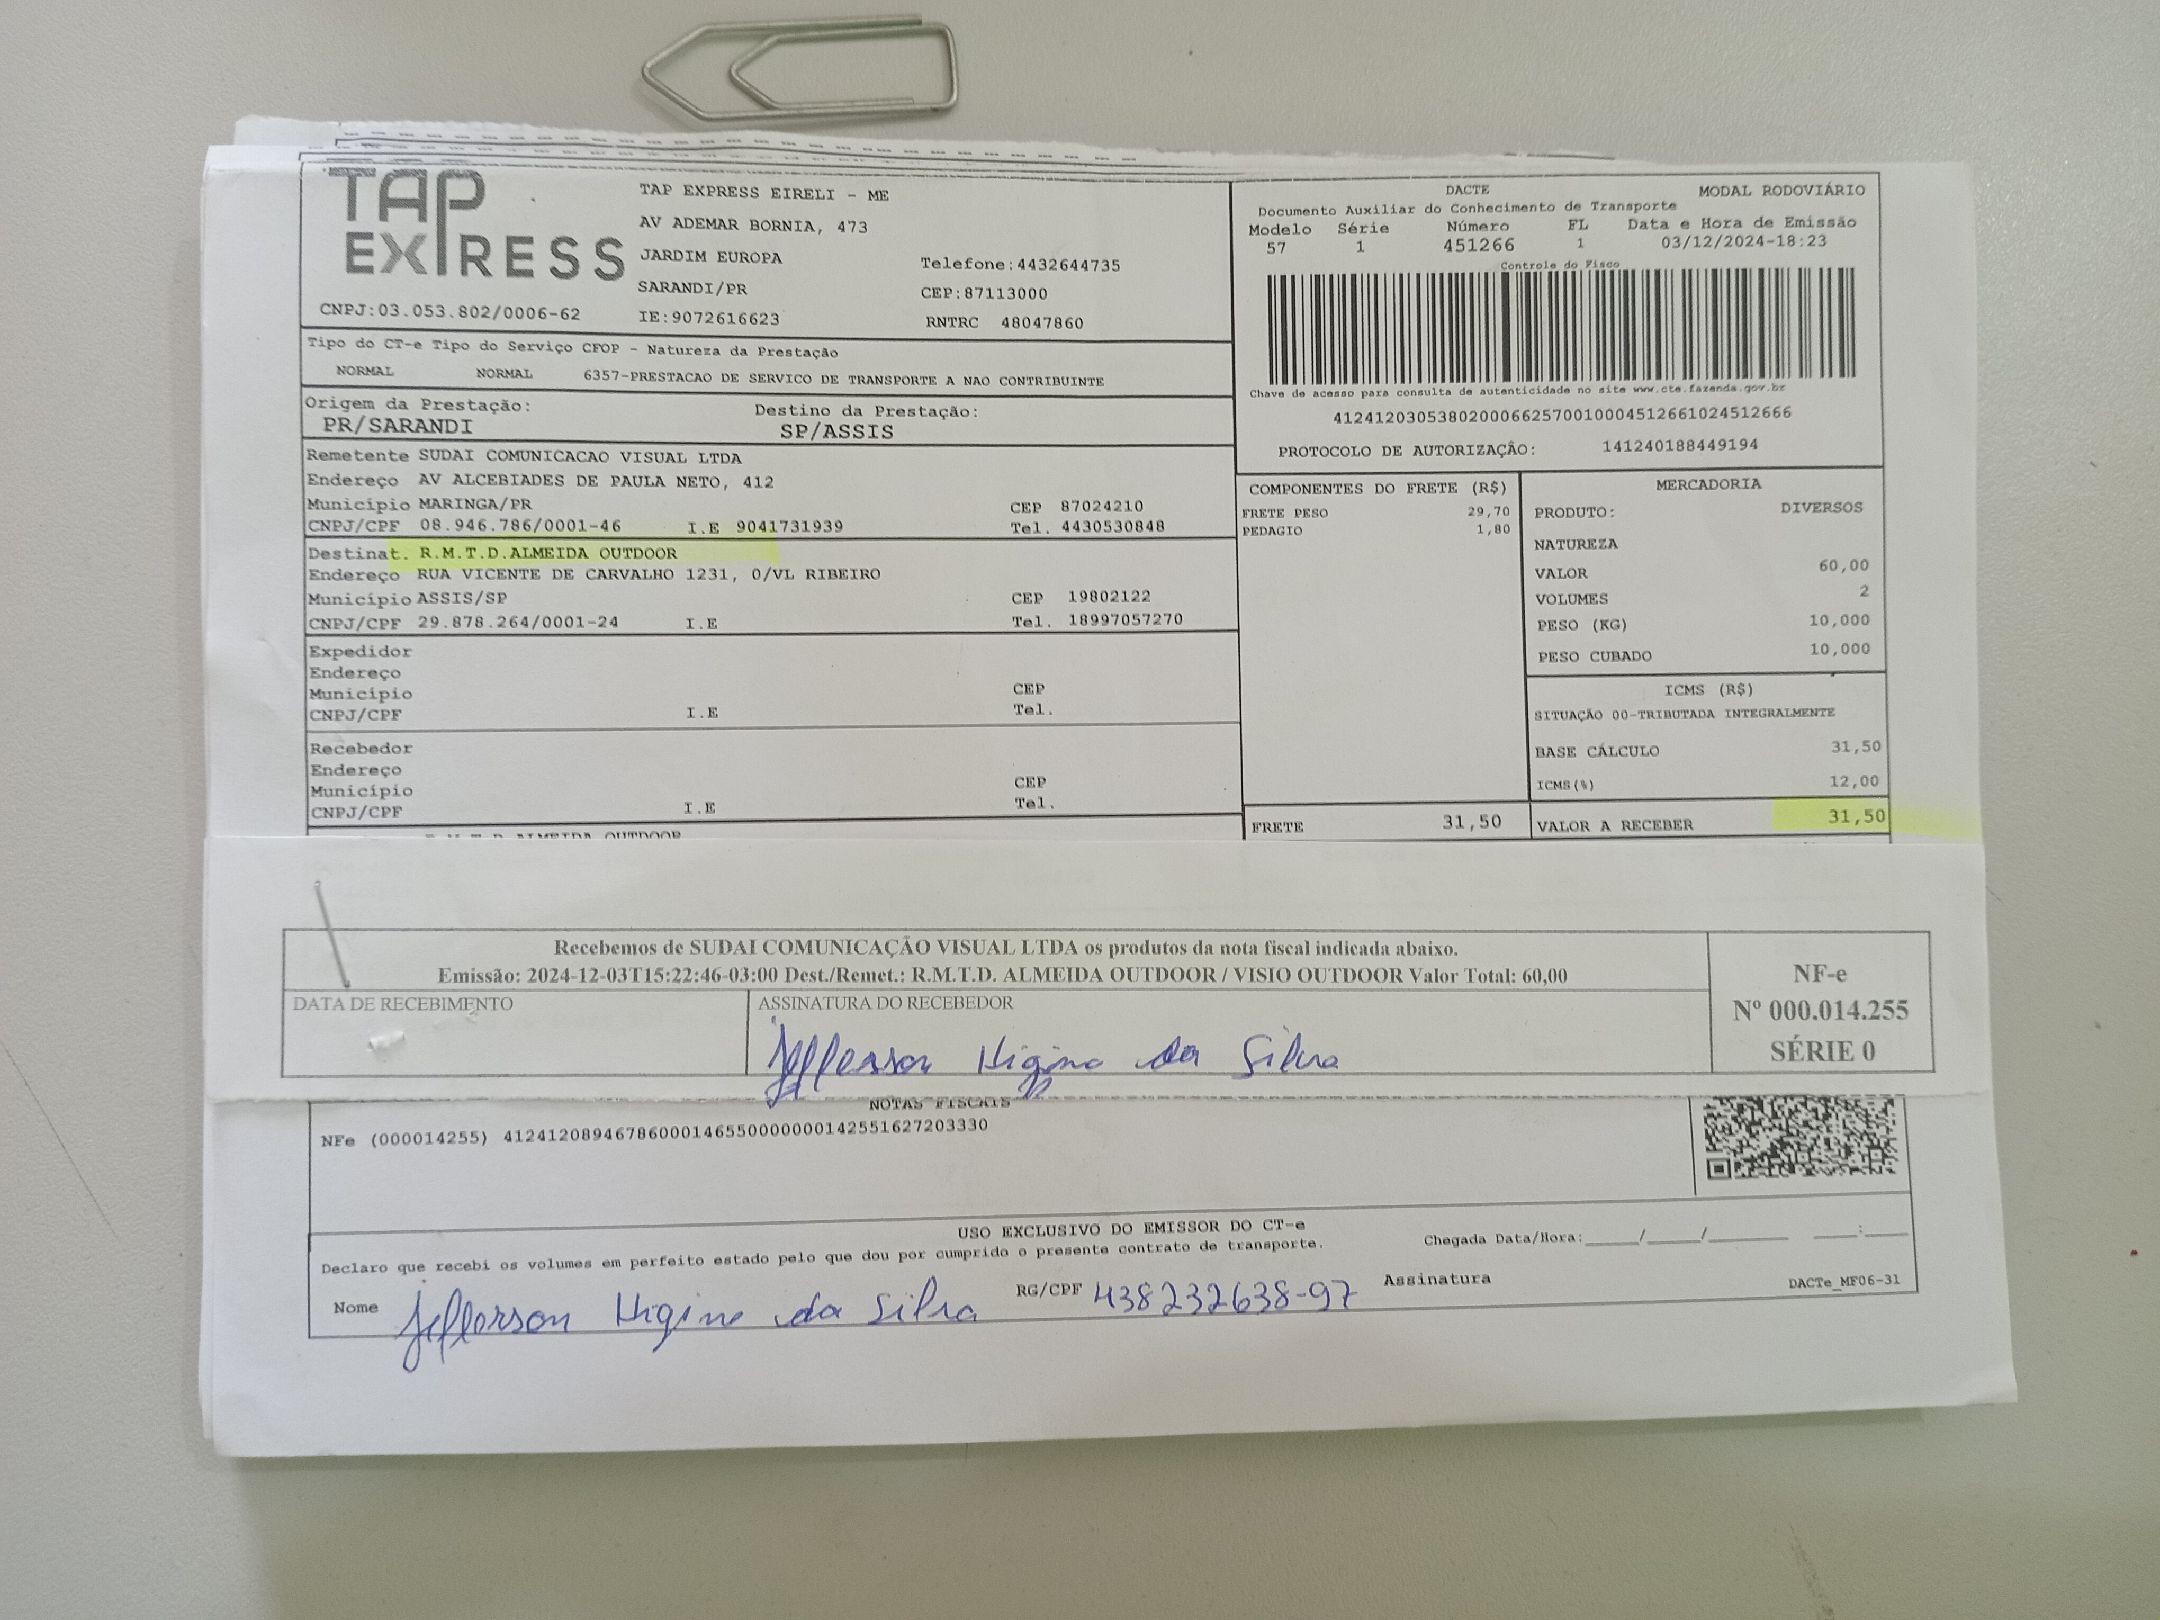 TAP
EXPRESS
CNPJ:03.053.802/0006-62
TAP EXPRESS EIRELI - ME
AV ADEMAR BORNIA, 473
JARDIM EUROPA
SARANDI/PR
IE:9072616623
Telefone:4432644735
CEP:87113000
RNTRC 48047860
DACTE MODAL RODOVIÁRIO
Documento Auxiliar do Conhecimento de Transporte
Modelo Série Número FL Data e Hora de Emissão
57 1 451266 1 03/12/2024-18:23
Controle do Fisco
Chave de acesso para consulta de autenticidade no site www.cte.fazenda.gov.br
41241203053802000662570010004512661024512666
PROTOCOLO DE AUTORIZAÇÂO: 141240188449194
Tipo do CT-e Tipo do Serviço CFOP - Natureza da Prestação
NORMAL NORMAL 6357-PRESTACAO DE SERVICO DE TRANSPORTE A NAO CONTRIBUINTE
Origem da Prestação: Destino da Prestação:
PR/SARANDI SP/ASSIS
Remetente SUDAI COMUNICACAO VISUAL LTDA
Endereço AV ALCEBIADES DE PAULA NETO, 412
Município MARINGA/PR CEP 87024210
CNPJ/CPF 08.946.786/0001-46 I.E 9041731939 Tel. 4430530848
Destinat. R.M.T.D.ALMEIDA OUTDOOR
Endereço RUA VICENTE DE CARVALHO 1231, 0/VL RIBEIRO
Município ASSIS/SP CEP 19802122
CNPJ/CPF 29.878.264/0001-24 I.E Tel. 18997057270
Expedidor
Endereço
Município CEP
CNPJ/CPF I.E Tel.
Recebedor
Endereço
Município CEP
CNPJ/CPF I.E Tel.
R.M.T.D.ALMEIDA OUTDOOR
COMPONENTES DO FRETE (R$)
FRETE PESO 29,70
PEDAGIO 1,80
FRETE 31,50
MERCADORIA
PRODUTO: DIVERSOS
NATUREZA
VALOR 60,00
VOLUMES 2
PESO (KG) 10,000
PESO CUBADO 10,000
ICMS (R$)
SITUAÇÃO 00-TRIBUTADA INTEGRALMENTE
BASE CÁLCULO 31,50
ICMS(%) 12,00
VALOR A RECEBER 31,50
Recebemos de SUDAI COMUNICAÇÃO VISUAL LTDA os produtos da nota fiscal indicada abaixo.
Emissão: 2024-12-03T15:22:46-03:00 Dest./Remet.: R.M.T.D. ALMEIDA OUTDOOR / VISIO OUTDOOR Valor Total: 60,00
DATA DE RECEBIMENTO
ASSINATURA DO RECEBEDOR
Jefferson Higino da Silva
NF-e
Nº 000.014.255
SÉRIE 0
NOTAS FISCAIS
NFe (000014255) 41241208946786000146550000000142551627203330
USO EXCLUSIVO DO EMISSOR DO CT-e
Declaro que recebi os volumes em perfeito estado pelo que dou por cumprido o presente contrato de transporte.
Chegada Data/Hora:_____/_____/________ ____:____
Nome Jefferson Higino da Silva RG/CPF 438232638-97 Assinatura
DACTe_MF06-31